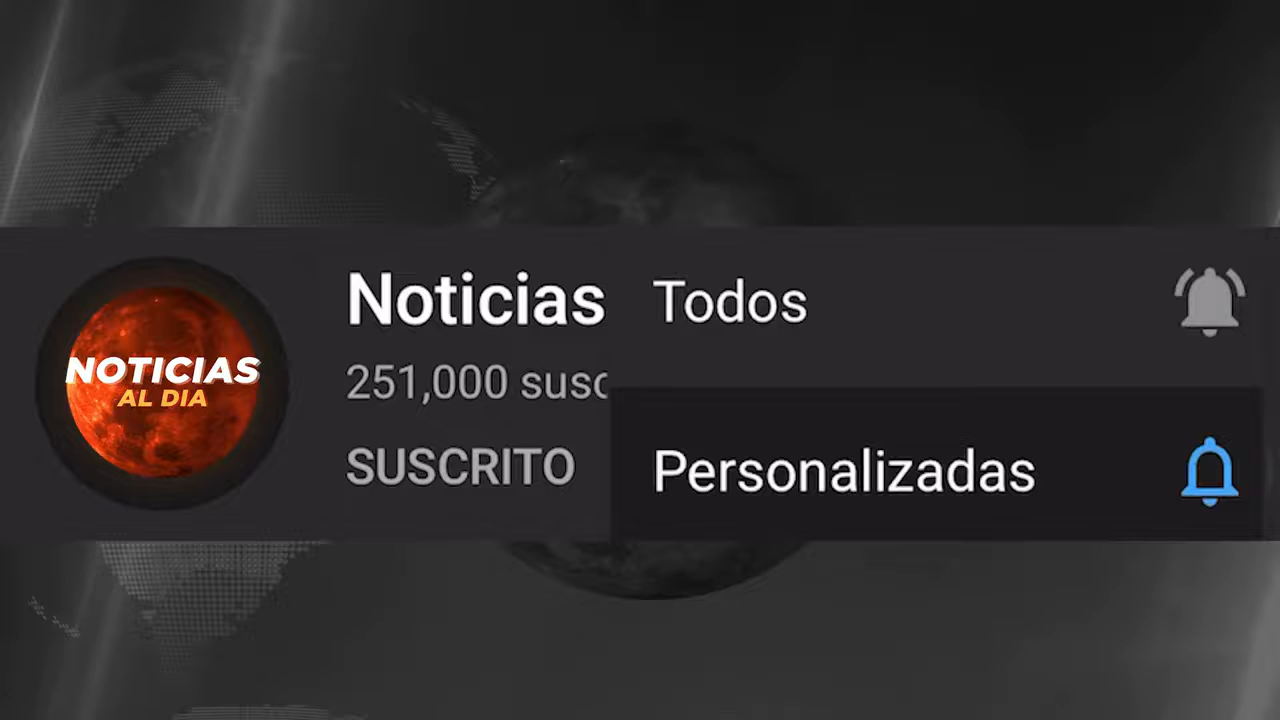 NOTICIAS
AL DIA
Noticias
251,000 susc
SUSCRITO
Todos
Personalizadas